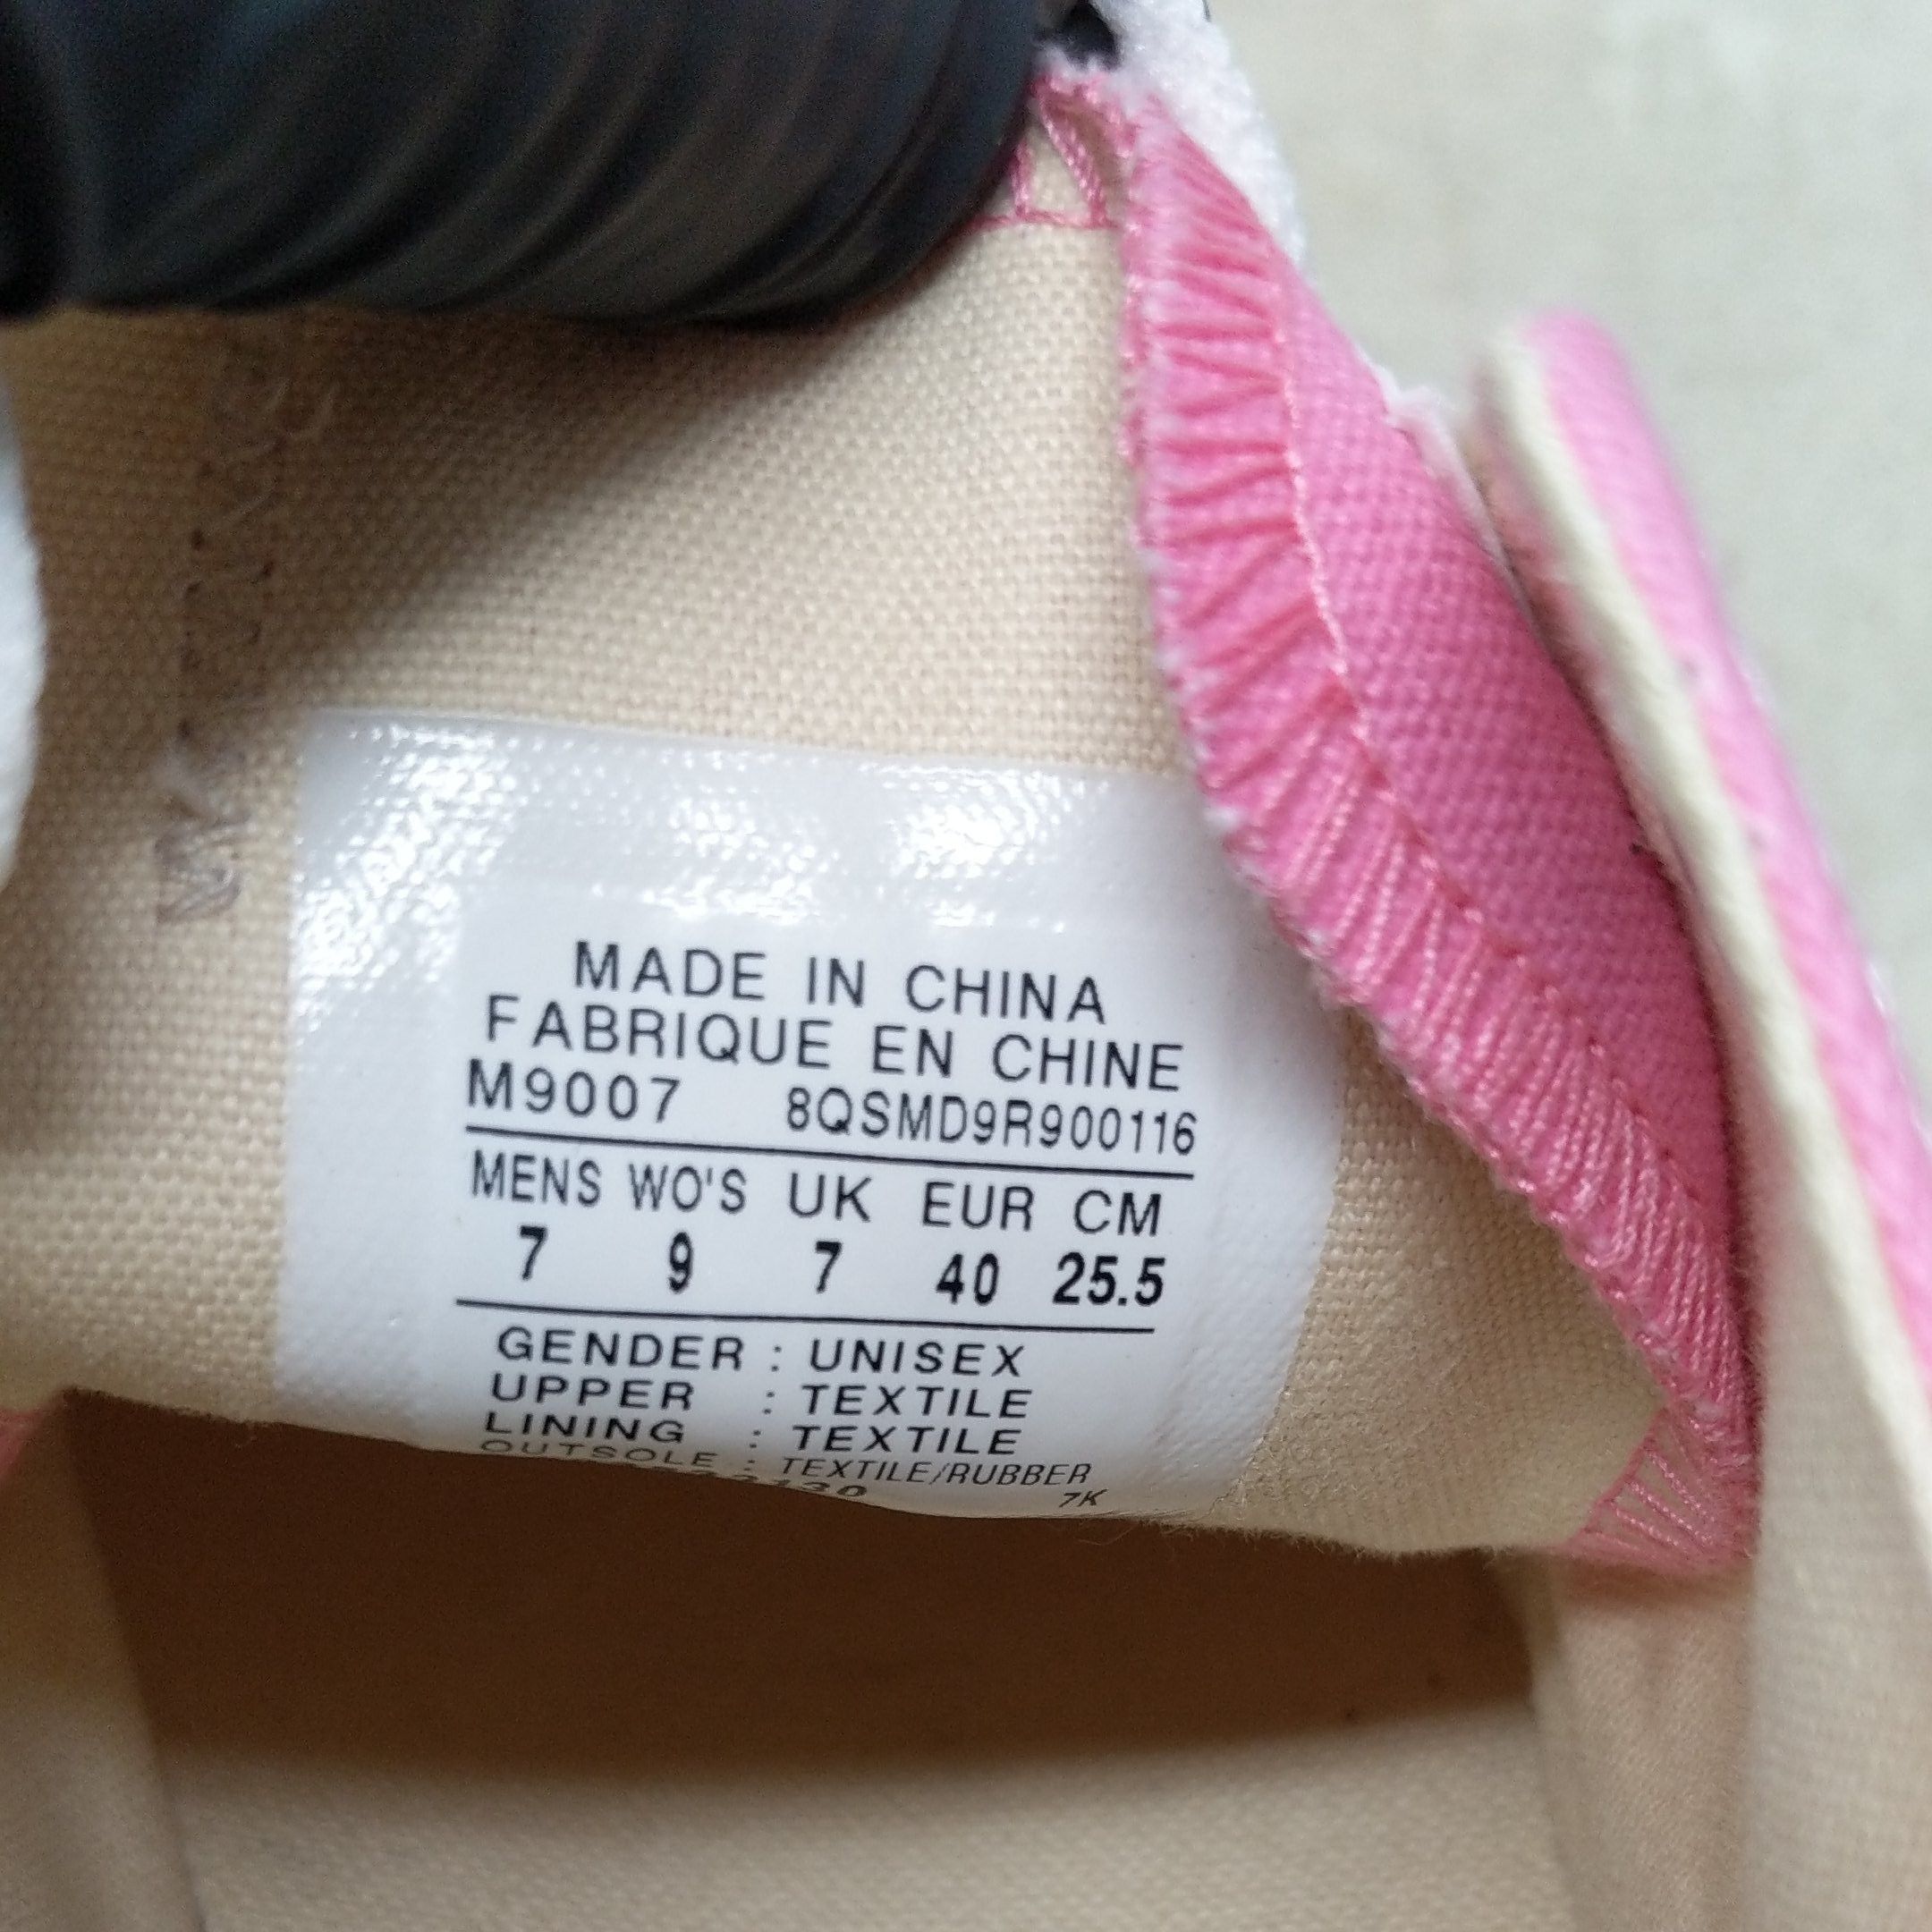 MADE IN CHINA
FABRIQUE EN CHINE
M9007 8QSMD9R900116
MENS WO'S UK EUR CM
7 9 7 40 25.5
GENDER : UNISEX
UPPER : TEXTILE
LINING : TEXTILE
OUTSOLE : TEXTILE/RUBBER
7K